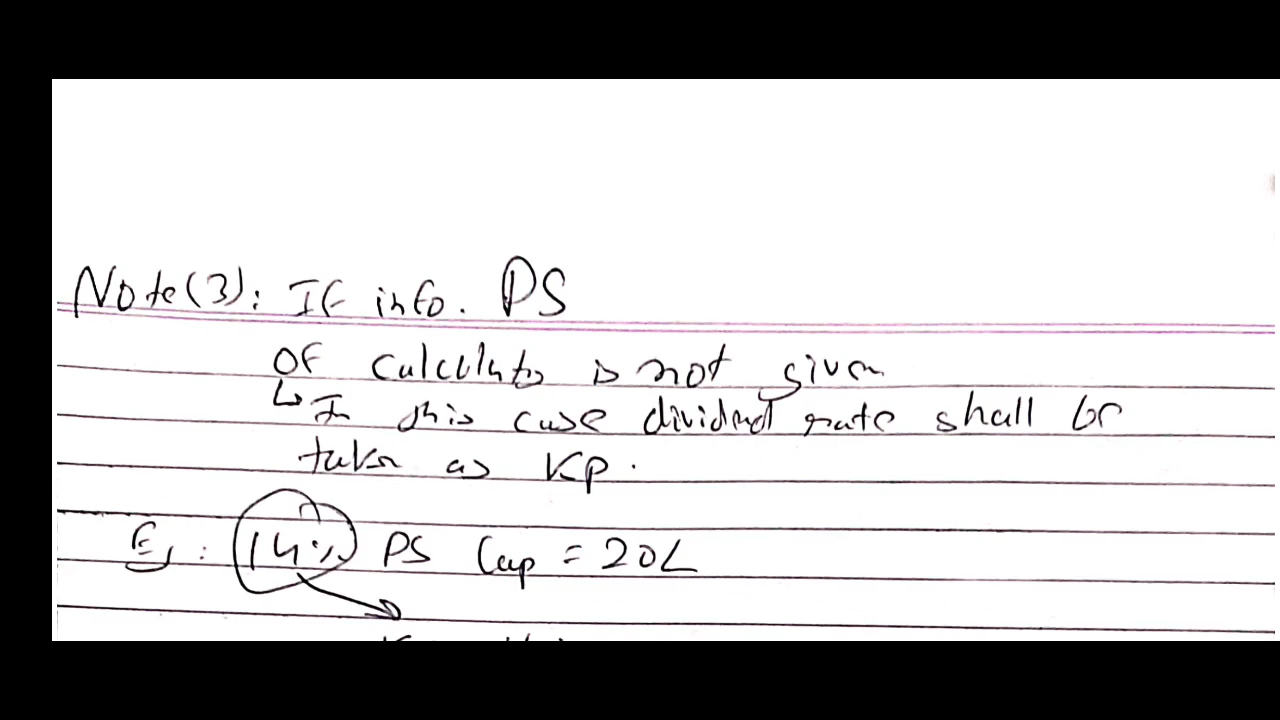 Note(3): If info. PS
of calculats is not given
↳ In this case dividend rate shall be
taken as Kp.
Eg: 14% PS Cap = 20L